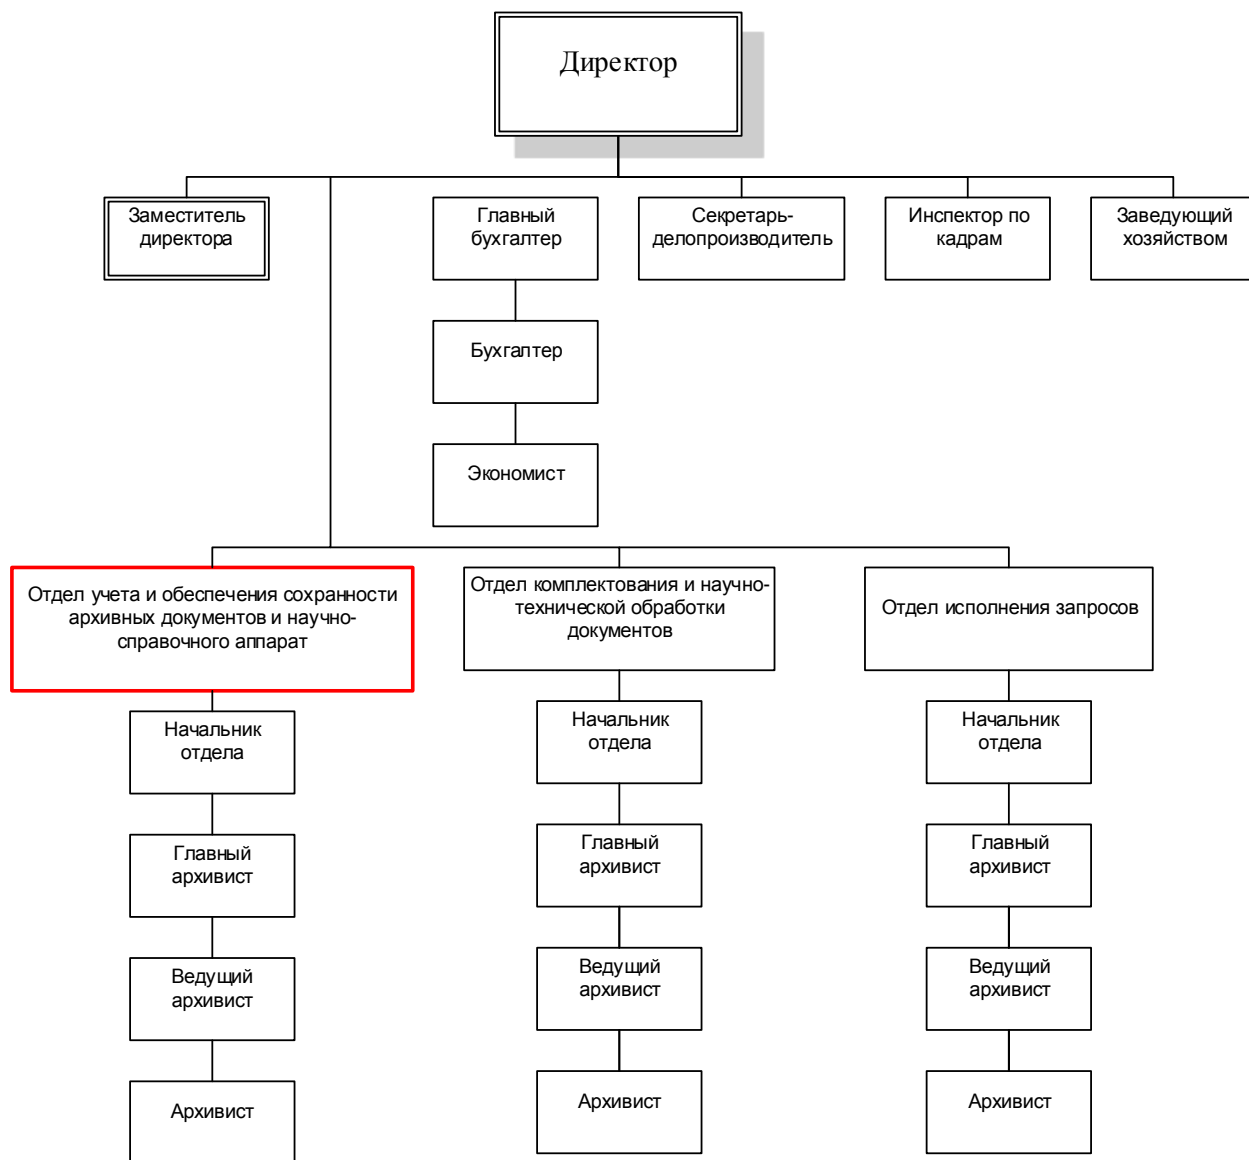 Директор
Заместитель
директора
Главный
бухгалтер
Секретарь-
делопроизводитель
Инспектор по
кадрам
Заведующий
хозяйством
Бухгалтер
Экономист
Отдел учета и обеспечения сохранности
архивных документов и научно-
справочного аппарат
Отдел комплектования и научно-
технической обработки
документов
Отдел исполнения запросов
Начальник
отдела
Начальник
отдела
Начальник
отдела
Главный
архивист
Главный
архивист
Главный
архивист
Ведущий
архивист
Ведущий
архивист
Ведущий
архивист
Архивист
Архивист
Архивист